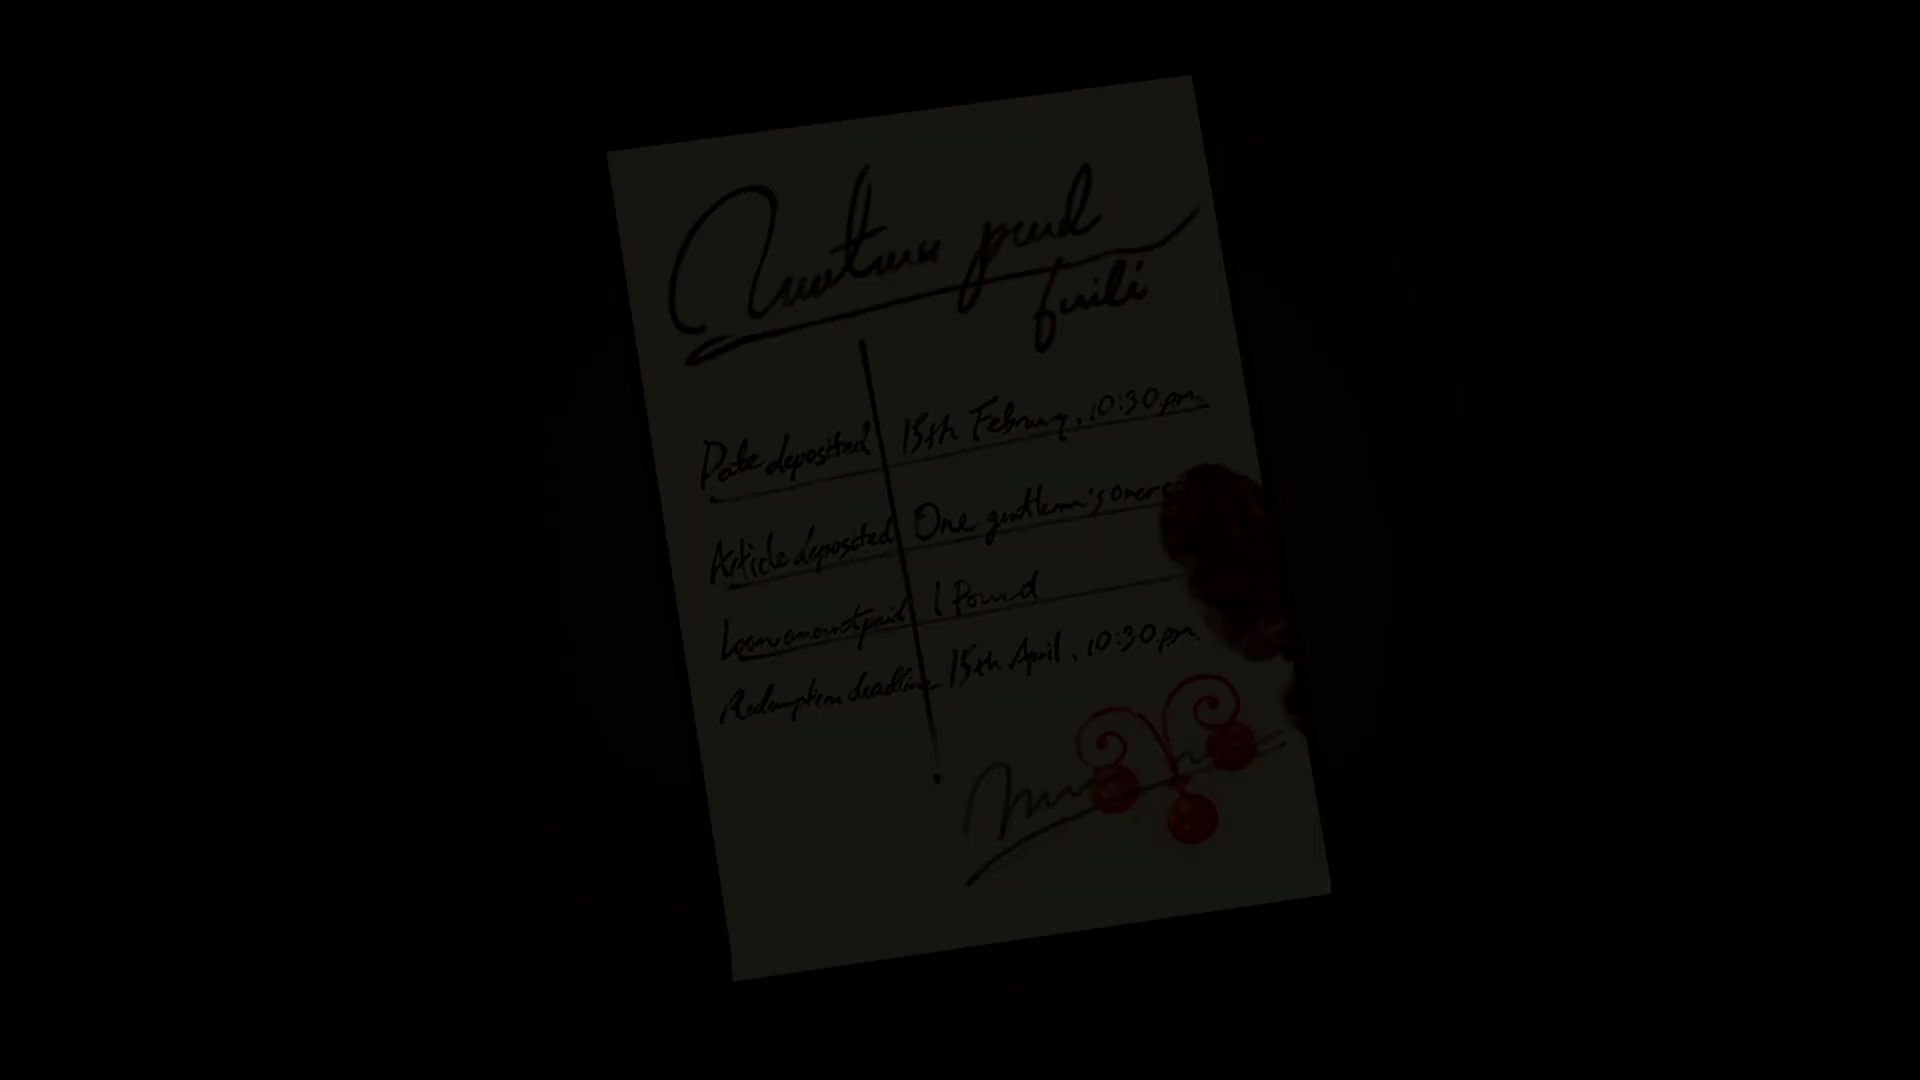 Date deposited 15th February, 10:30 p.m.
Article deposited One gentleman's over
Loan amount paid 1 Pound
Redemption deadline 15th April, 10:30 p.m.